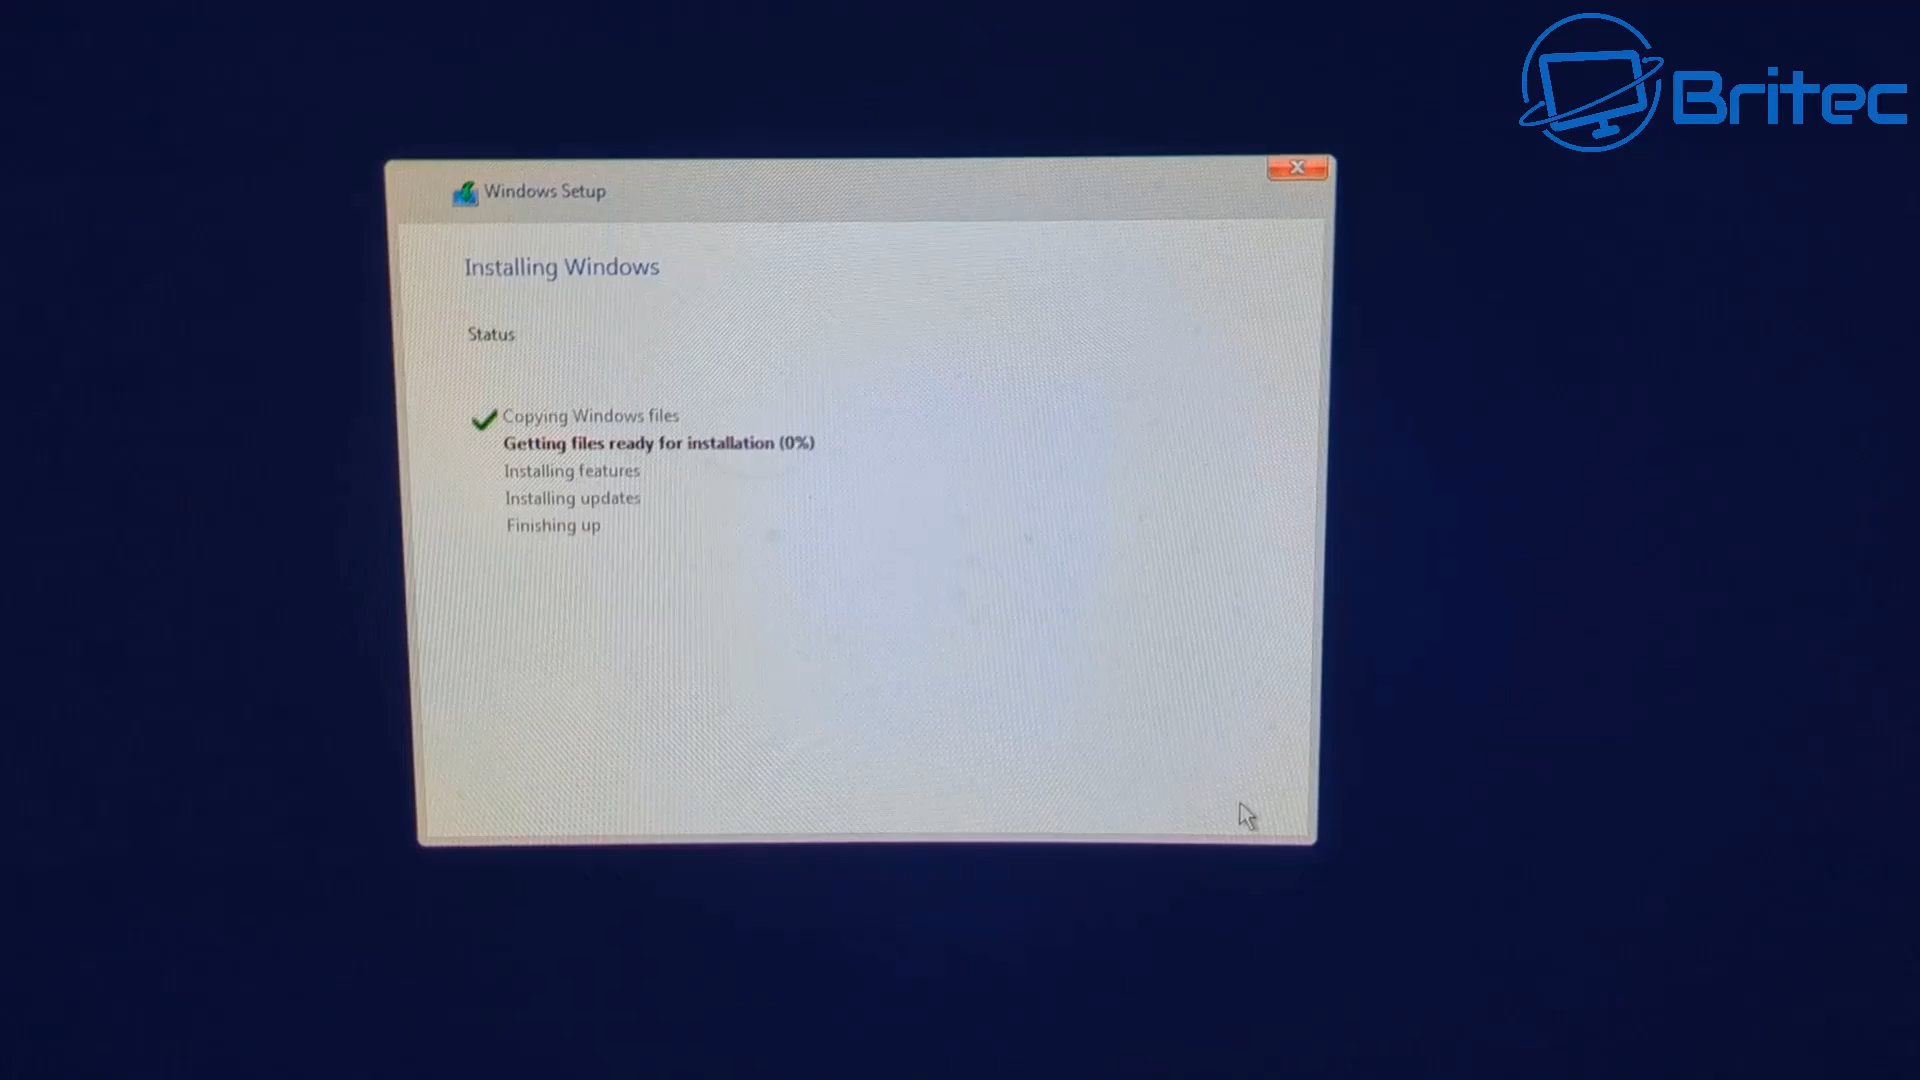 Britec
Windows Setup
Installing Windows
Status
Copying Windows files
Getting files ready for installation (0%)
Installing features
Installing updates
Finishing up